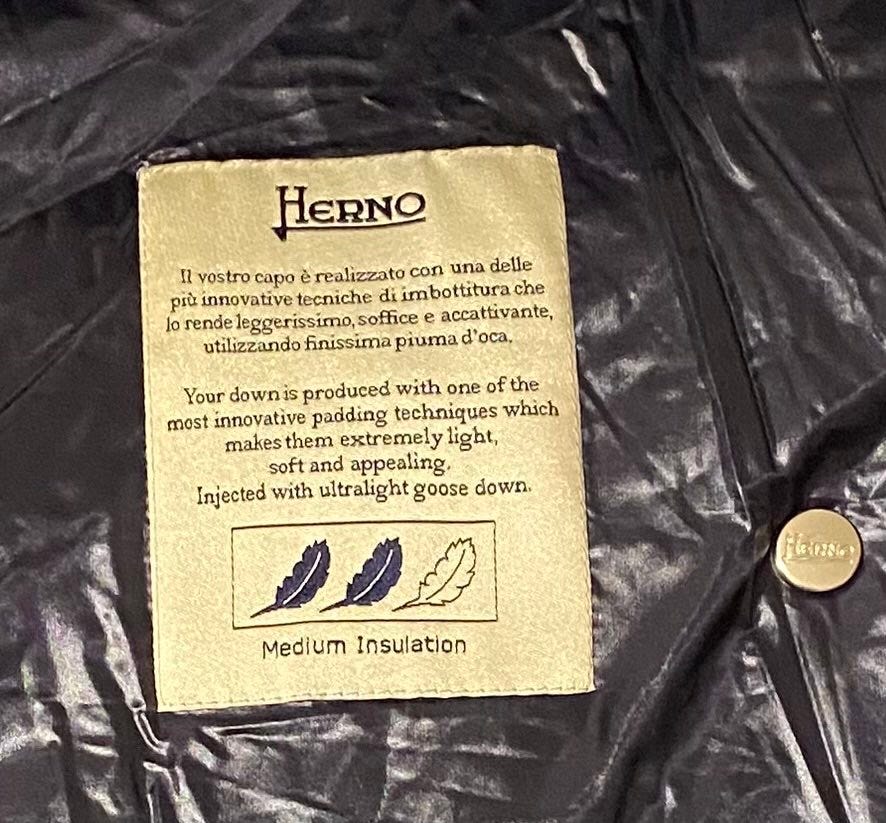 HERNO
Il vostro capo è realizzato con una delle
più innovative tecniche di imbottitura che
lo rende leggerissimo, soffice e accattivante,
utilizzando finissima piuma d'oca.
Your down is produced with one of the
most innovative padding techniques which
makes them extremely light,
soft and appealing.
Injected with ultralight goose down.
Medium Insulation
Herno